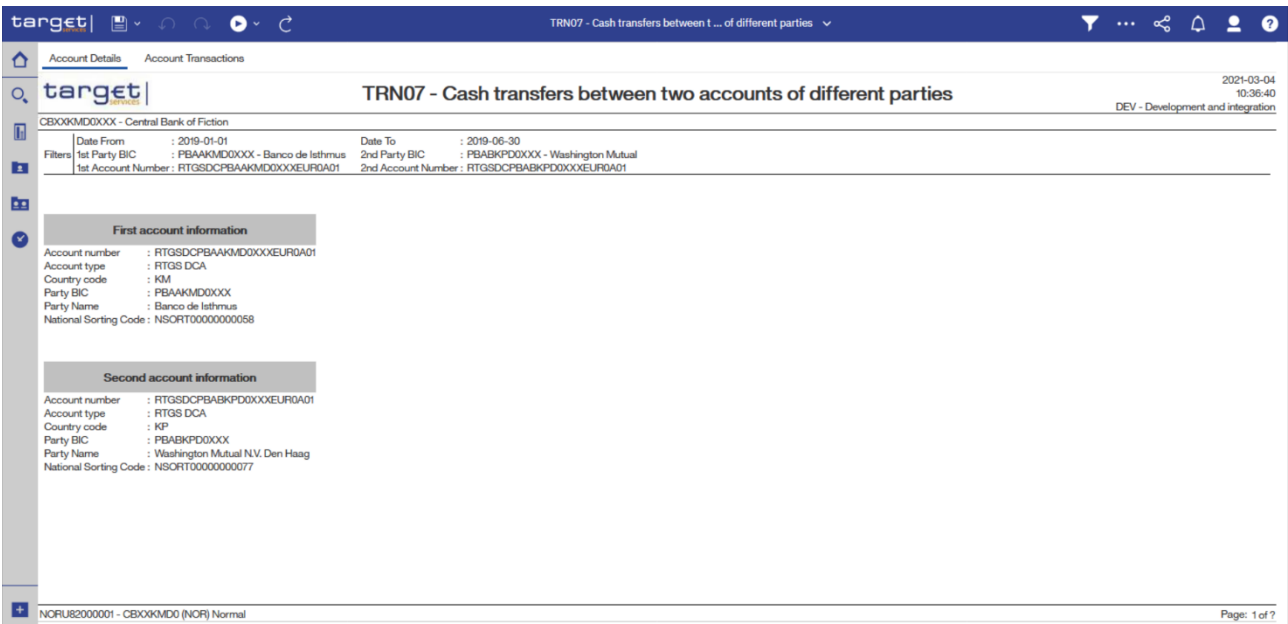 target| services TRN07 - Cash transfers between t ... of different parties
Account Details Account Transactions
target| services TRN07 - Cash transfers between two accounts of different parties 2021-03-04
10:36:40
DEV - Development and integration
CBXXKMD0XXX - Central Bank of Fiction
Date From : 2019-01-01 Date To : 2019-06-30
Filters 1st Party BIC : PBAAKMD0XXX - Banco de Isthmus 2nd Party BIC : PBABKPD0XXX - Washington Mutual
1st Account Number : RTGSDCPBAAKMD0XXXEUR0A01 2nd Account Number : RTGSDCPBABKPD0XXXEUR0A01
First account information
Account number : RTGSDCPBAAKMD0XXXEUR0A01
Account type : RTGS DCA
Country code : KM
Party BIC : PBAAKMD0XXX
Party Name : Banco de Isthmus
National Sorting Code : NSORT00000000058
Second account information
Account number : RTGSDCPBABKPD0XXXEUR0A01
Account type : RTGS DCA
Country code : KP
Party BIC : PBABKPD0XXX
Party Name : Washington Mutual N.V. Den Haag
National Sorting Code : NSORT00000000077
NORU82000001 - CBXXKMD0 (NOR) Normal Page: 1 of ?